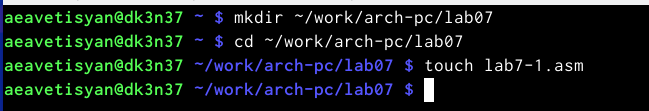 aeavetisyan@dk3n37 ~ $ mkdir ~/work/arch-pc/lab07
aeavetisyan@dk3n37 ~ $ cd ~/work/arch-pc/lab07
aeavetisyan@dk3n37 ~/work/arch-pc/lab07 $ touch lab7-1.asm
aeavetisyan@dk3n37 ~/work/arch-pc/lab07 $